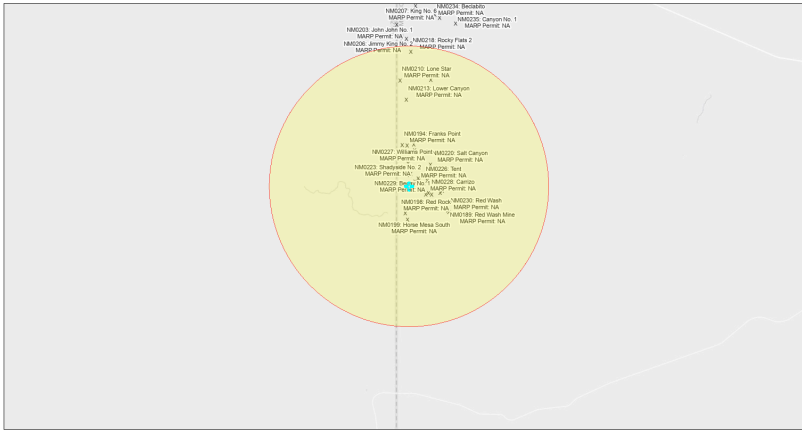 NM0234: Beclabito
MARP Permit: NA
NM0207: King No. 6
MARP Permit: NA
NM0235: Canyon No. 1
MARP Permit: NA
NM0203: John John No. 1
MARP Permit: NA
NM0218: Rocky Flats 2
MARP Permit: NA
NM0206: Jimmy King No. 2
MARP Permit: NA
NM0210: Lone Star
MARP Permit: NA
NM0213: Lower Canyon
MARP Permit: NA
NM0194: Franks Point
MARP Permit: NA
NM0227: Williams Point
MARP Permit: NA
NM0220: Salt Canyon
MARP Permit: NA
NM0223: Shadyside No. 2
MARP Permit: NA
NM0226: Tent
MARP Permit: NA
NM0229:
MARP Permit: NA
NM0228: Carrizo
MARP Permit: NA
NM0198: Red Rock
MARP Permit: NA
NM0230: Red Wash
MARP Permit: NA
NM0189: Red Wash Mine
MARP Permit: NA
NM0199: Horse Mesa South
MARP Permit: NA